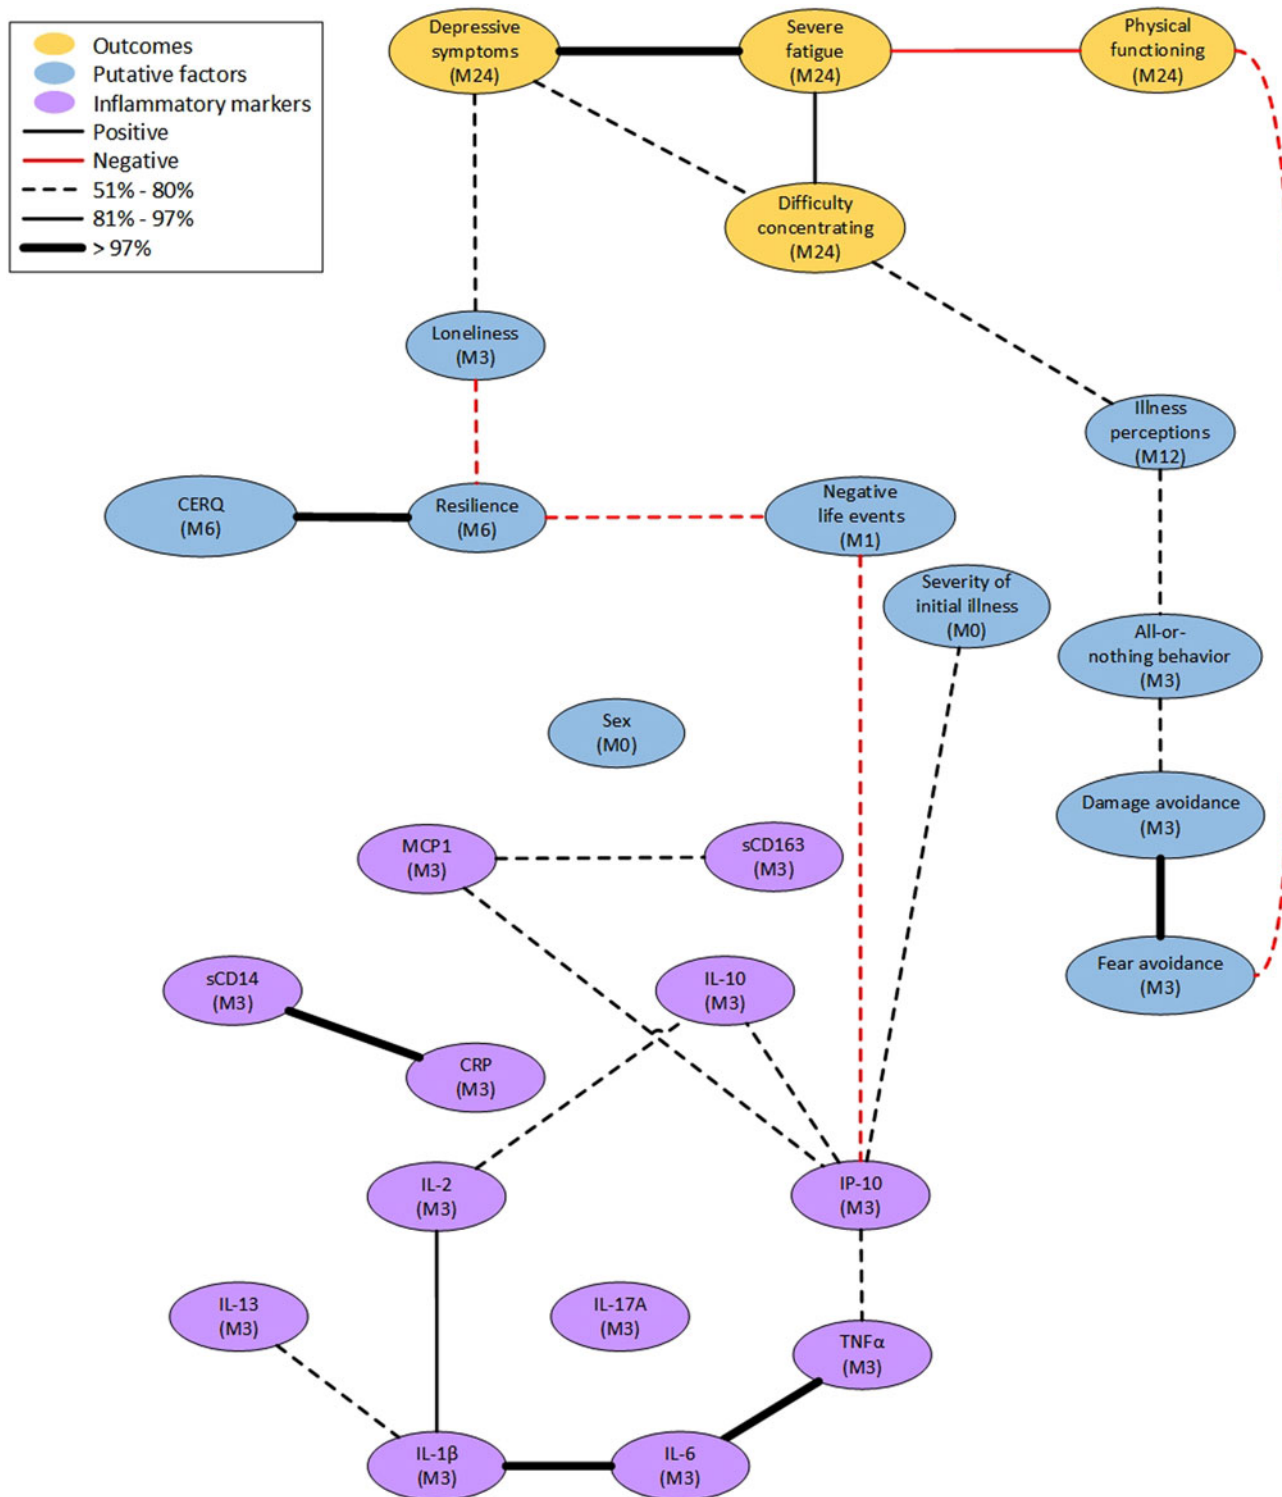 Outcomes
Putative factors
Inflammatory markers
Positive
Negative
51% - 80%
81% - 97%
> 97%
Depressive
symptoms
(M24)
Severe
fatigue
(M24)
Physical
functioning
(M24)
Difficulty
concentrating
(M24)
Loneliness
(M3)
Illness
perceptions
(M12)
CERQ
(M6)
Resilience
(M6)
Negative
life events
(M1)
Severity of
initial illness
(M0)
All-or-
nothing behavior
(M3)
Sex
(M0)
Damage avoidance
(M3)
MCP1
(M3)
sCD163
(M3)
Fear avoidance
(M3)
sCD14
(M3)
IL-10
(M3)
CRP
(M3)
IL-2
(M3)
IP-10
(M3)
IL-13
(M3)
IL-17A
(M3)
TNFα
(M3)
IL-1β
(M3)
IL-6
(M3)